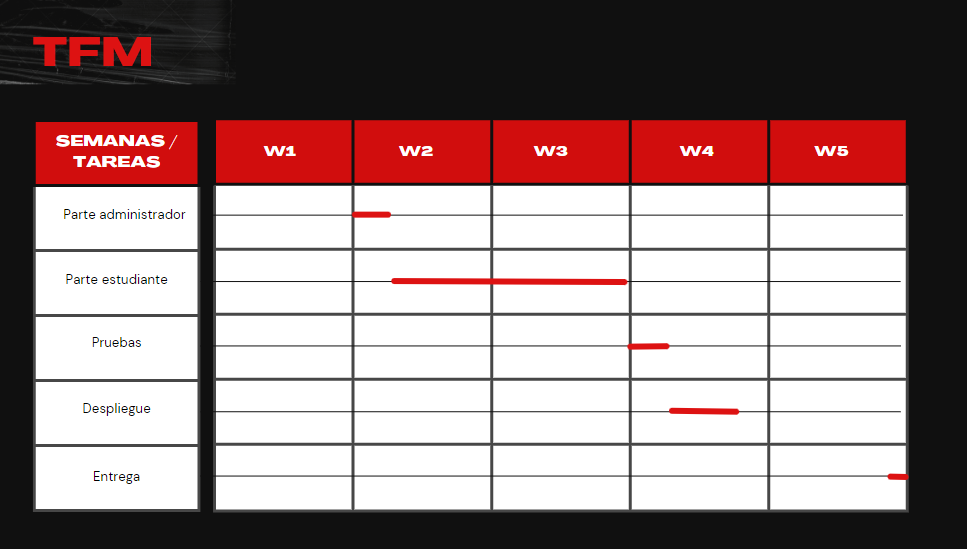 TFM
SEMANAS /
TAREAS
W1
W2
W3
W4
W5
Parte administrador
Parte estudiante
Pruebas
Despliegue
Entrega